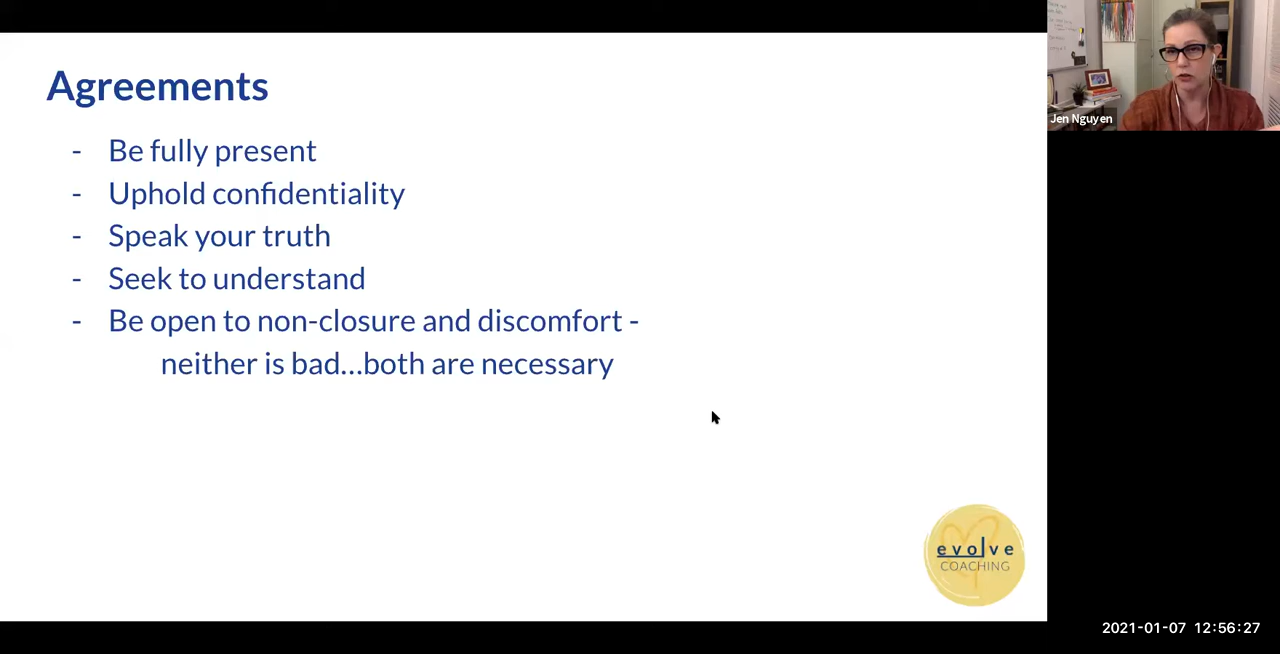 Agreements
- Be fully present
- Uphold confidentiality
- Speak your truth
- Seek to understand
- Be open to non-closure and discomfort -
neither is bad...both are necessary
evolve
COACHING
Jen Nguyen
2021-01-07 12:56:27